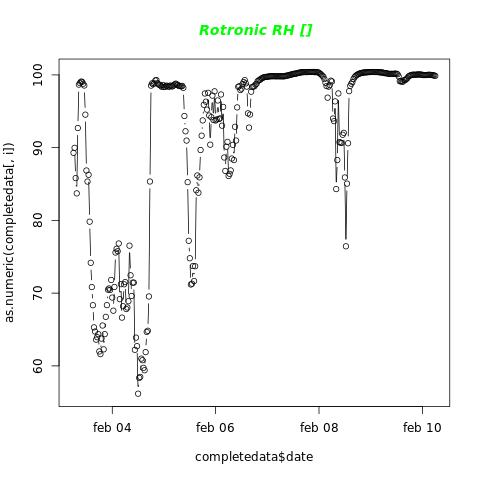 Rotronic RH []
as.numeric(completedata[, i])
100
90
80
70
60
feb 04
feb 06
feb 08
feb 10
completedata$date